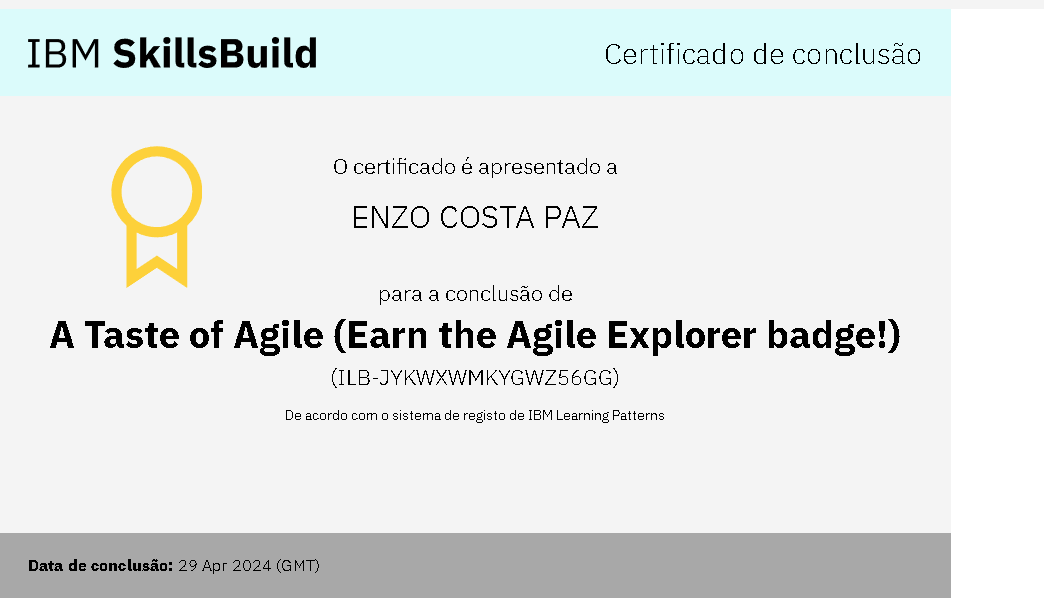 IBM SkillsBuild
Certificado de conclusão
O certificado é apresentado a
ENZO COSTA PAZ
para a conclusão de
A Taste of Agile (Earn the Agile Explorer badge!)
(ILB-JYKWXWMKYGWZ56GG)
De acordo com o sistema de registo de IBM Learning Patterns
Data de conclusão: 29 Apr 2024 (GMT)